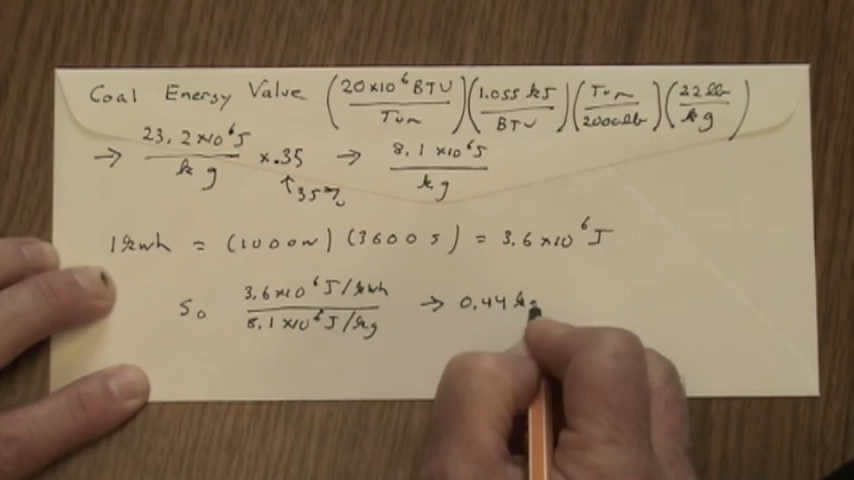 Coal Energy Value (20×10⁶ BTU / Ton) (1.055 kJ / BTU) (Ton / 2000 lb) (2.2 lb / kg)
→ 23.2×10⁶ J / kg × .35 → 8.1×10⁶ J / kg
↑ 35%
1 kwh = (1000 w) (3600 s) = 3.6×10⁶ J
So 3.6×10⁶ J/kwh / 8.1×10⁶ J/kg → 0.44 kg